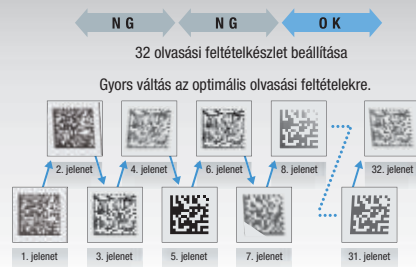 NG NG OK
32 olvasási feltételkészlet beállítása
Gyors váltás az optimális olvasási feltételekre.
2. jelenet 4. jelenet 6. jelenet 8. jelenet 32. jelenet
1. jelenet 3. jelenet 5. jelenet 7. jelenet 31. jelenet